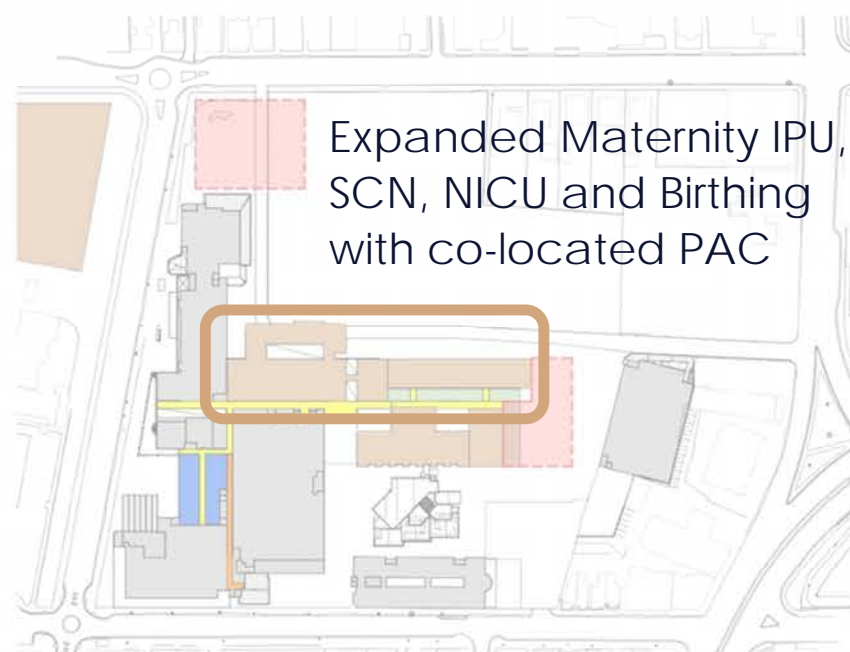 Expanded Maternity IPU,
SCN, NICU and Birthing
with co-located PAC